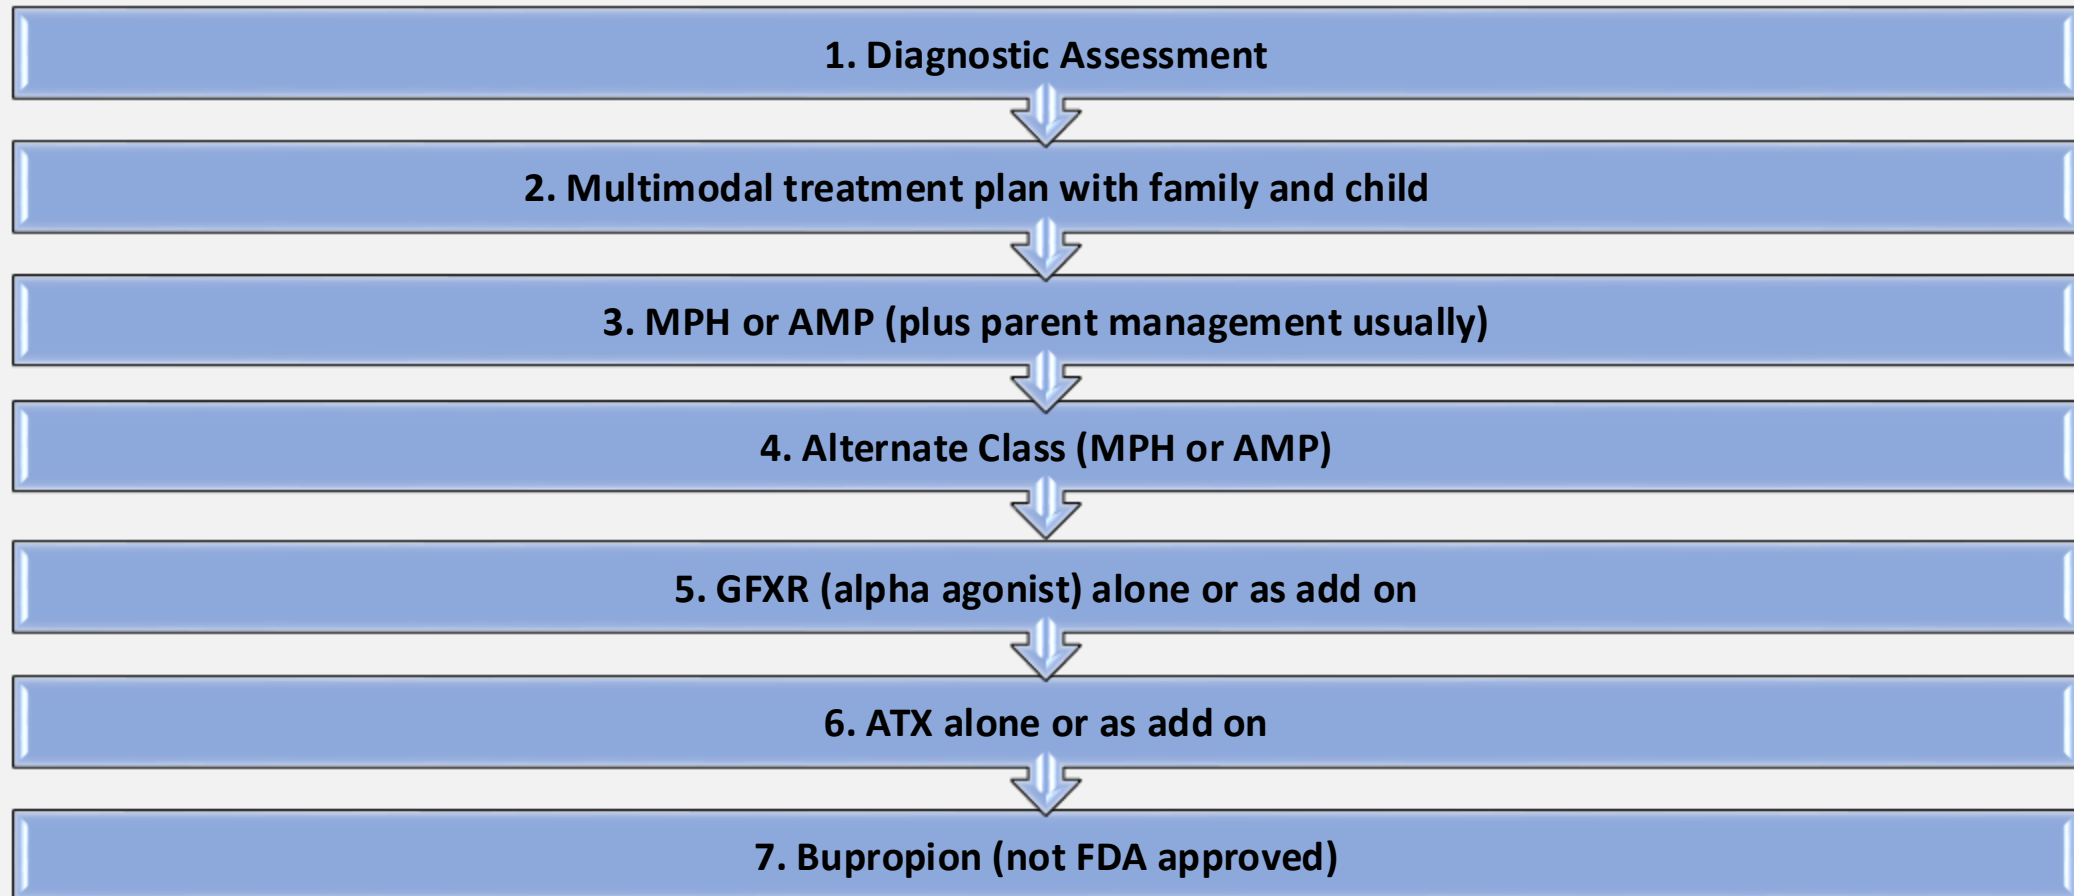 1. Diagnostic Assessment
2. Multimodal treatment plan with family and child
3. MPH or AMP (plus parent management usually)
4. Alternate Class (MPH or AMP)
5. GFXR (alpha agonist) alone or as add on
6. ATX alone or as add on
7. Bupropion (not FDA approved)